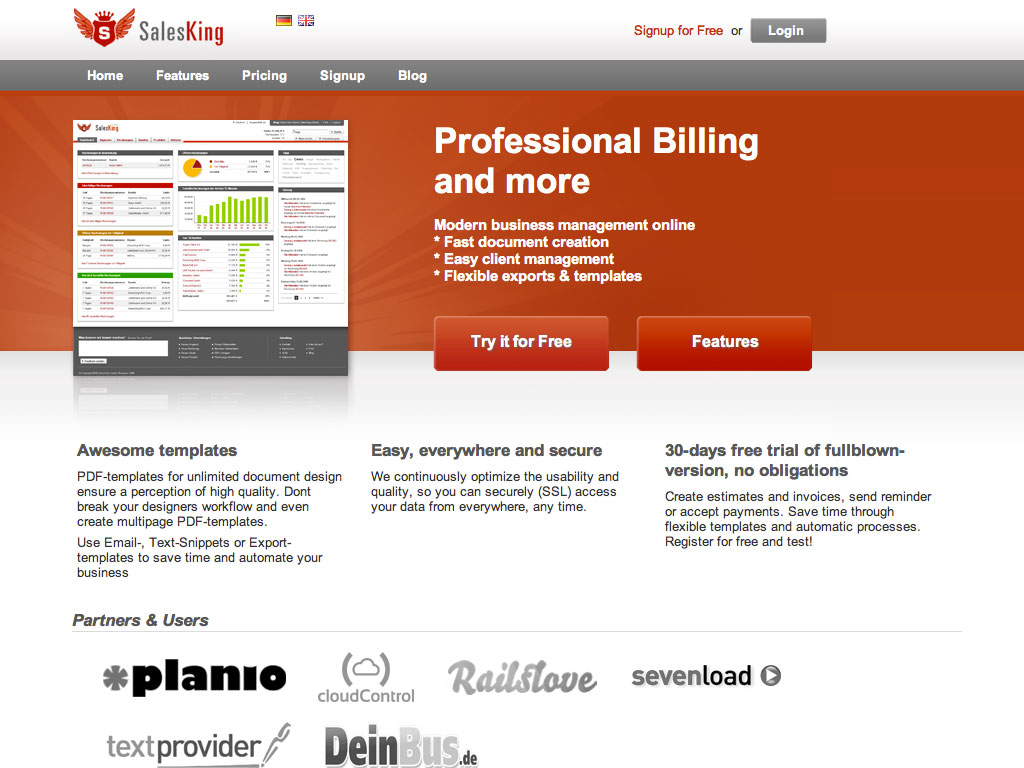 SalesKing
Signup for Free or Login
Home Features Pricing Signup Blog
Professional Billing
and more
Modern business management online
* Fast document creation
* Easy client management
* Flexible exports & templates
Try it for Free Features
Awesome templates
PDF-templates for unlimited document design
ensure a perception of high quality. Dont
break your designers workflow and even
create multipage PDF-templates.
Use Email-, Text-Snippets or Export-
templates to save time and automate your
business
Easy, everywhere and secure
We continuously optimize the usability and
quality, so you can securely (SSL) access
your data from everywhere, any time.
30-days free trial of fullblown-
version, no obligations
Create estimates and invoices, send reminder
or accept payments. Save time through
flexible templates and automatic processes.
Register for free and test!
Partners & Users
planio
cloudControl
Railslove
sevenload
textprovider
DeinBus.de